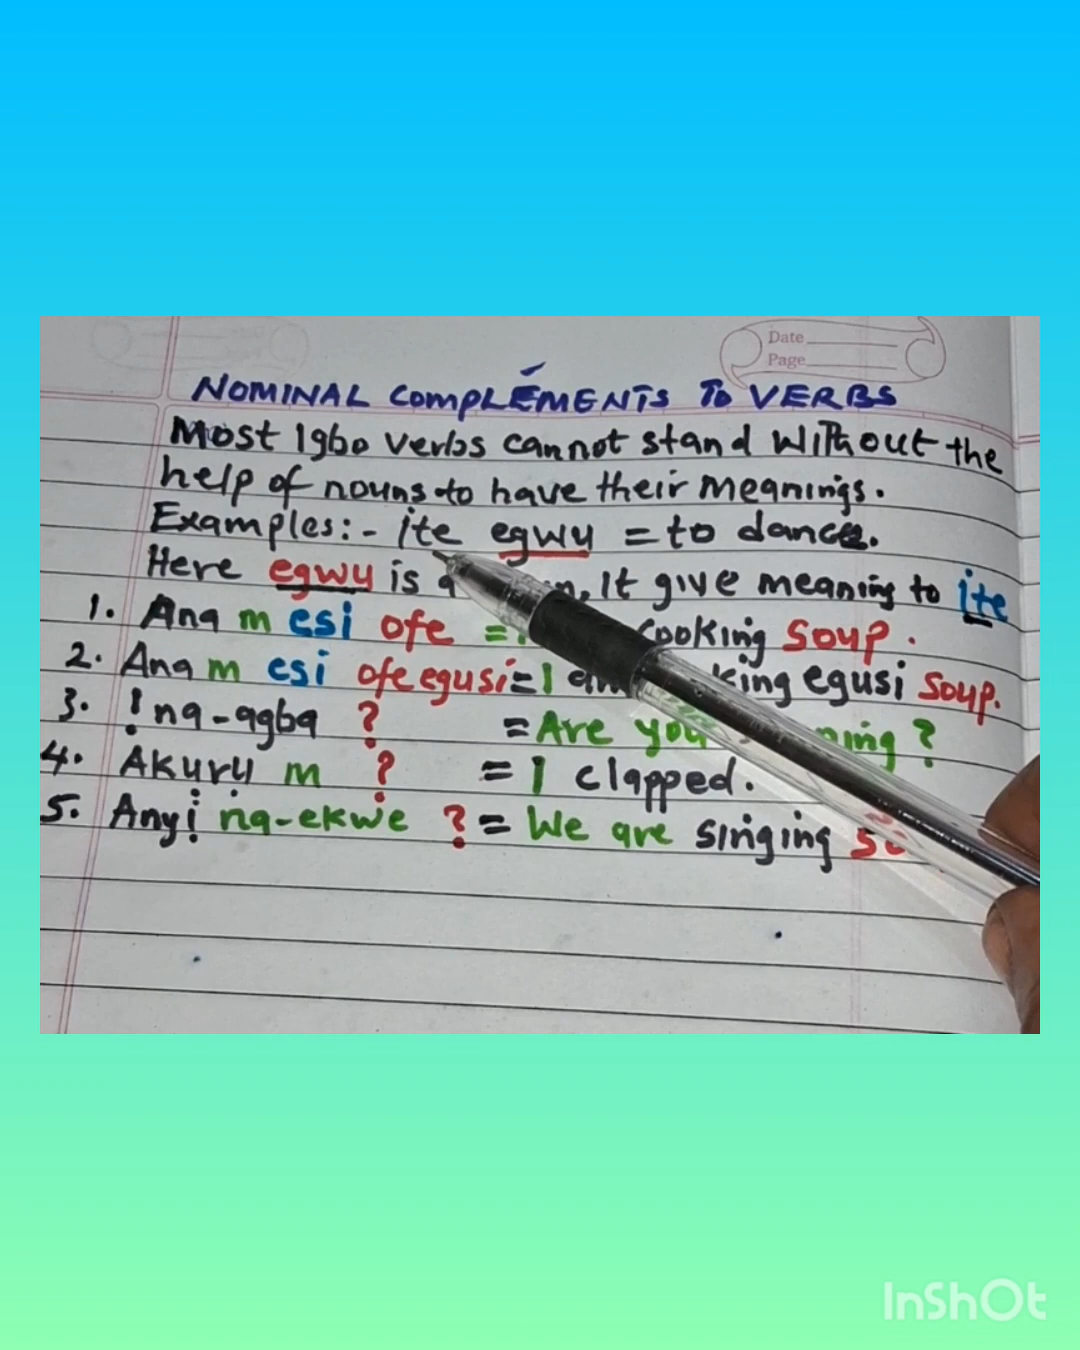 Date
Page
NOMINAL COMPLEMENTS TO VERBS
Most Igbo Verbs cannot stand without the
help of nouns to have their meanings.
Examples:- ite egwu = to dance.
Here egwu is a It give meaning to ite
1. Ana m esi ofe = cooking soup.
2. Ana m esi ofe egusi = I egusi soup.
3. Ị na-agba ? = Are you ?
4. Akụrụ m ? = I clapped.
5. Anyị na-ekwe ? = We are singing
InShOt